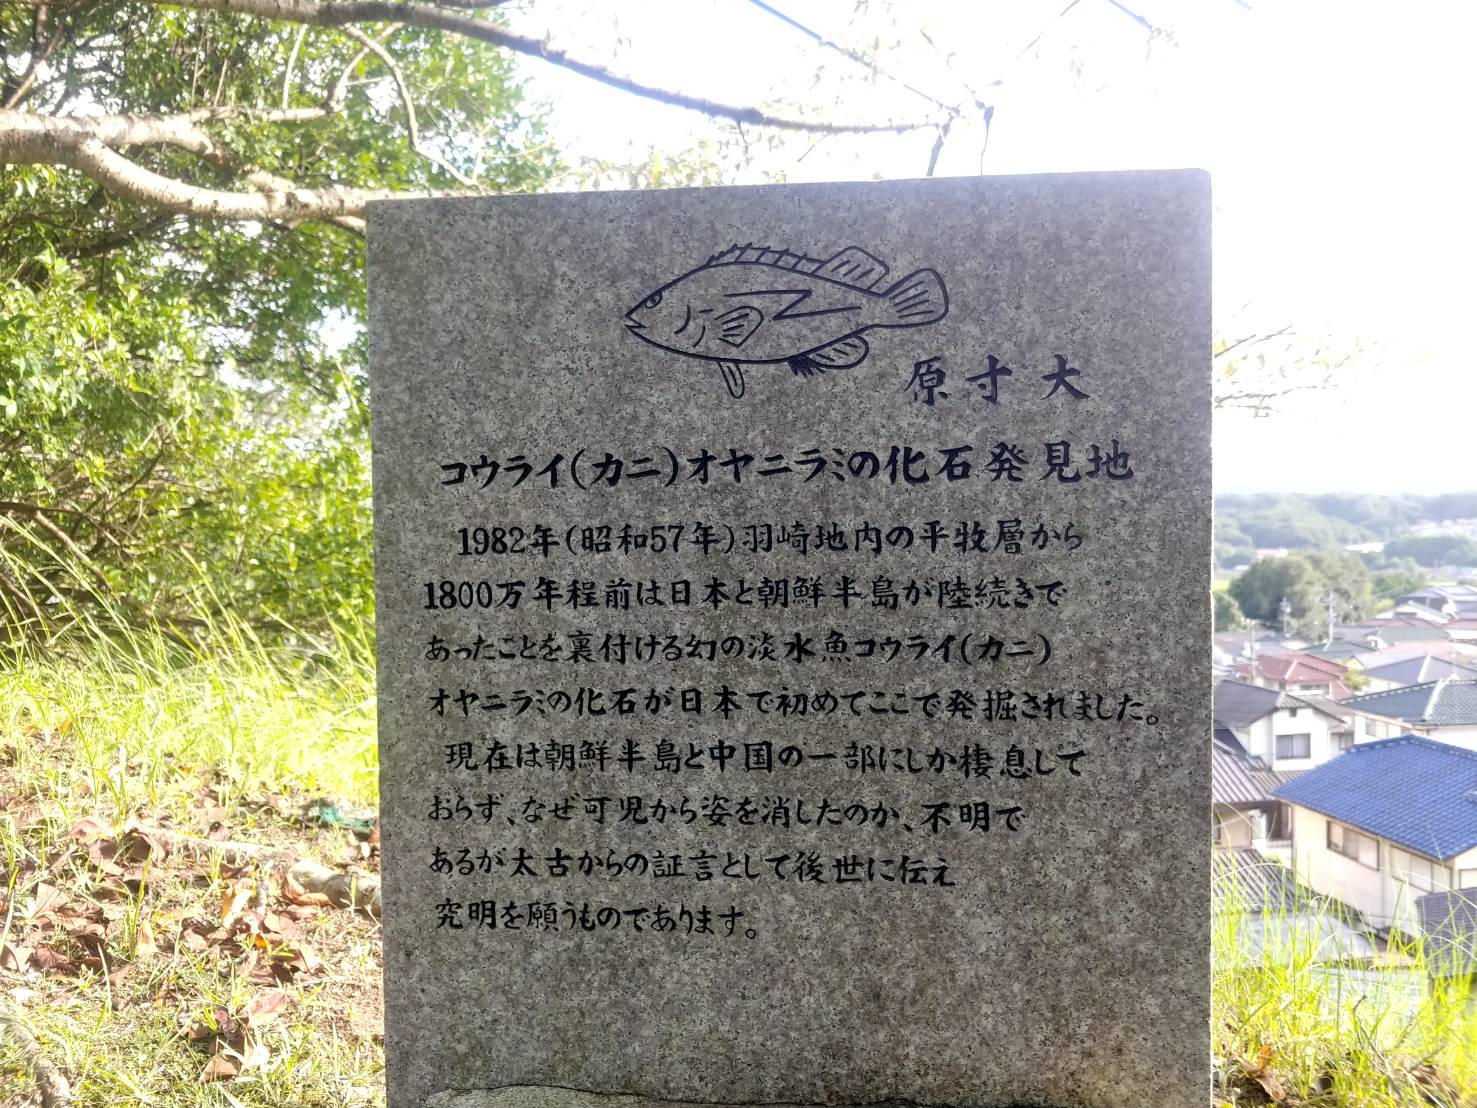 原寸大
コウライ(カニ)オヤニラミの化石発見地
1982年(昭和57年)羽崎地内の平牧層から
1800万年程前は日本と朝鮮半島が陸続きで
あったことを裏付ける幻の淡水魚コウライ(カニ)
オヤニラミの化石が日本で初めてここで発掘されました。
現在は朝鮮半島と中国の一部にしか棲息して
おらず、なぜ可児から姿を消したのか、不明で
あるが太古からの証言として後世に伝え
究明を願うものであります。